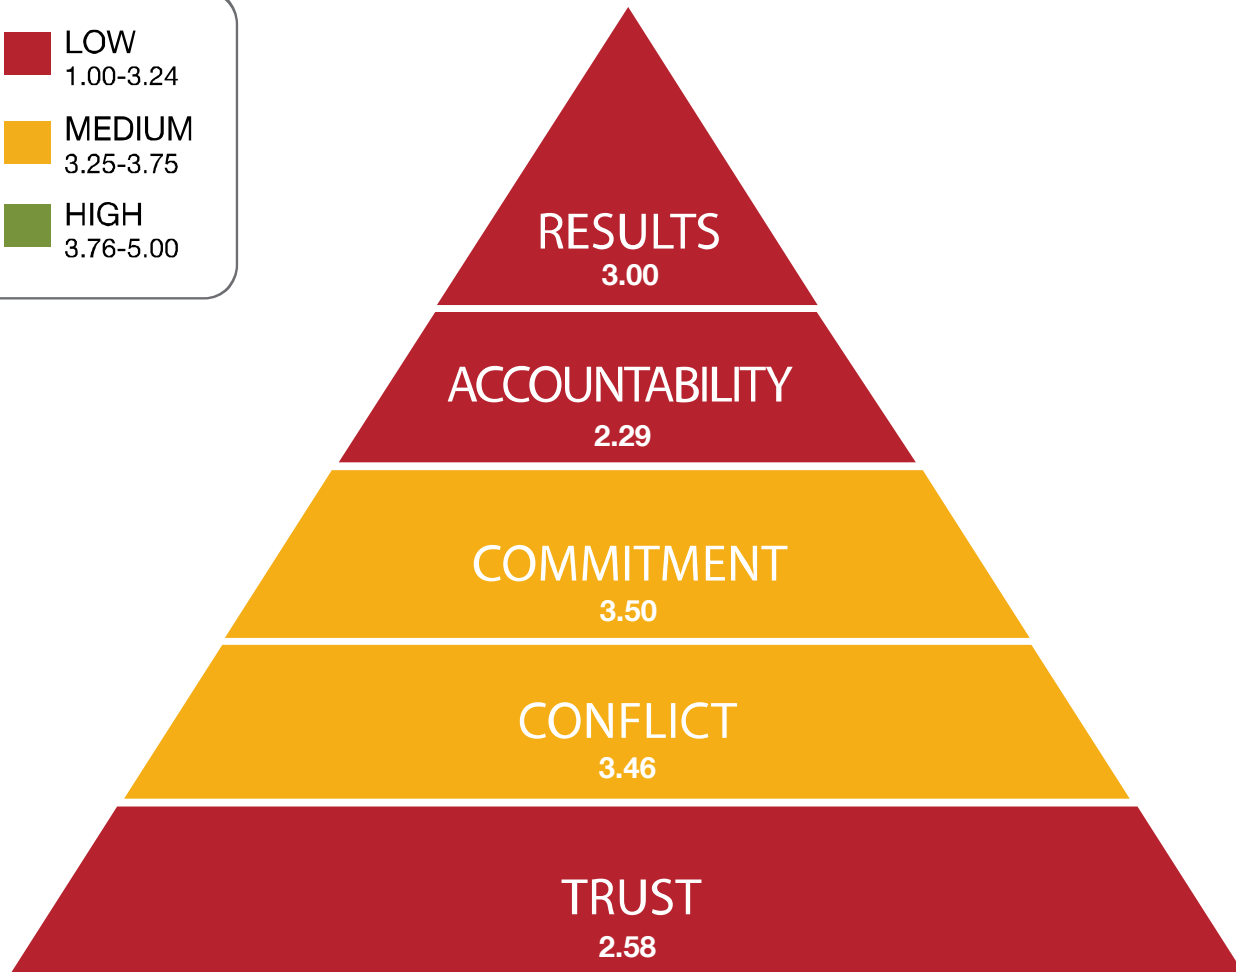 LOW
1.00-3.24
MEDIUM
3.25-3.75
HIGH
3.76-5.00
RESULTS
3.00
ACCOUNTABILITY
2.29
COMMITMENT
3.50
CONFLICT
3.46
TRUST
2.58